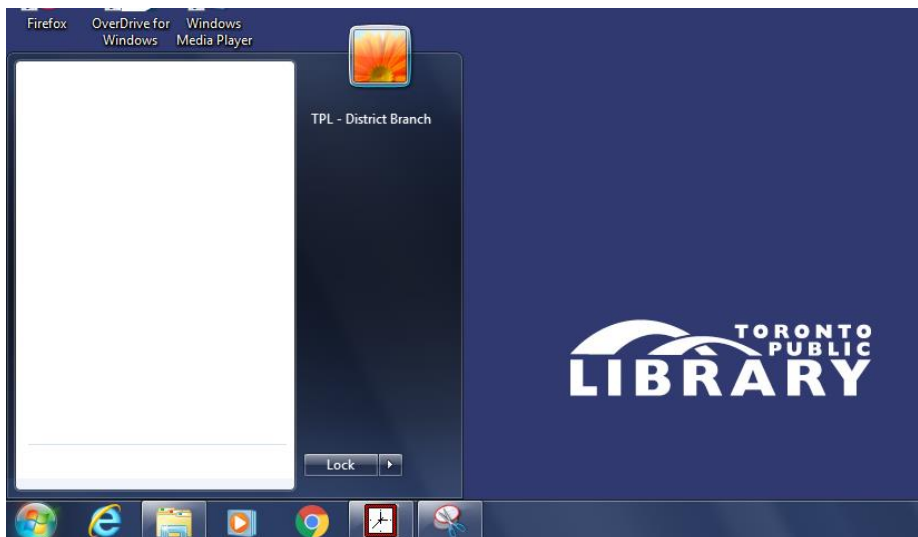 Firefox
OverDrive for
Windows
Windows
Media Player
TPL - District Branch
Lock
TORONTO
PUBLIC
LIBRARY